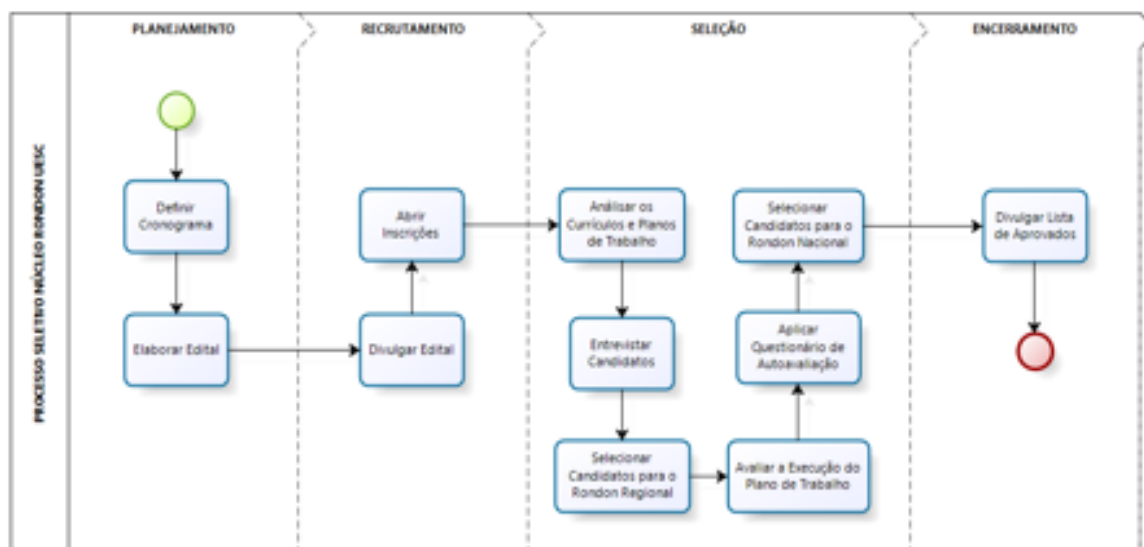 PLANEJAMENTO
RECRUTAMENTO
SELEÇÃO
ENCERRAMENTO
PROCESSO SELETIVO NÚCLEO RONDON UESC
Definir
Cronograma
Elaborar Edital
Abrir
Inscrições
Divulgar Edital
Análisar os
Currículos e Planos
de Trabalho
Entrevistar
Candidatos
Selecionar
Candidatos para o
Rondon Regional
Selecionar
Candidatos para o
Rondon Nacional
Aplicar
Questionário de
Autoavaliação
Avaliar a Execução do
Plano de Trabalho
Divulgar Lista
de Aprovados